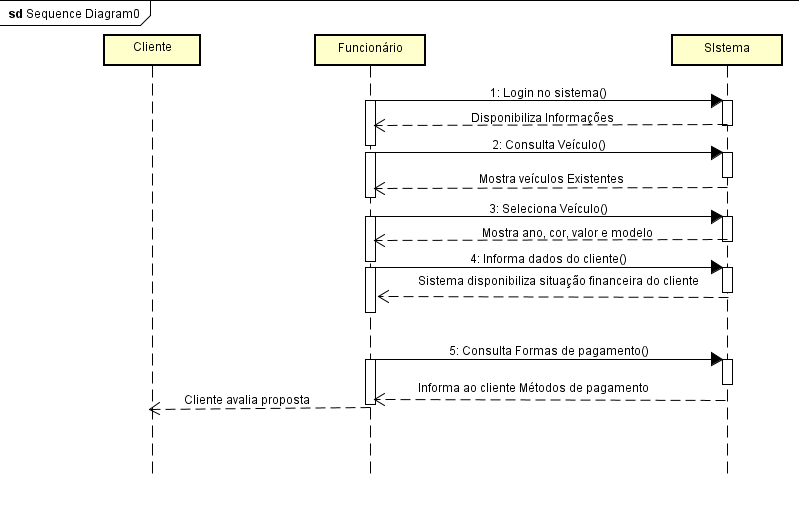 sd Sequence Diagram0
Cliente
Funcionário
SIstema
1: Login no sistema()
Disponibiliza Informações
2: Consulta Veículo()
Mostra veículos Existentes
3: Seleciona Veículo()
Mostra ano, cor, valor e modelo
4: Informa dados do cliente()
Sistema disponibiliza situação financeira do cliente
5: Consulta Formas de pagamento()
Informa ao cliente Métodos de pagamento
Cliente avalia proposta